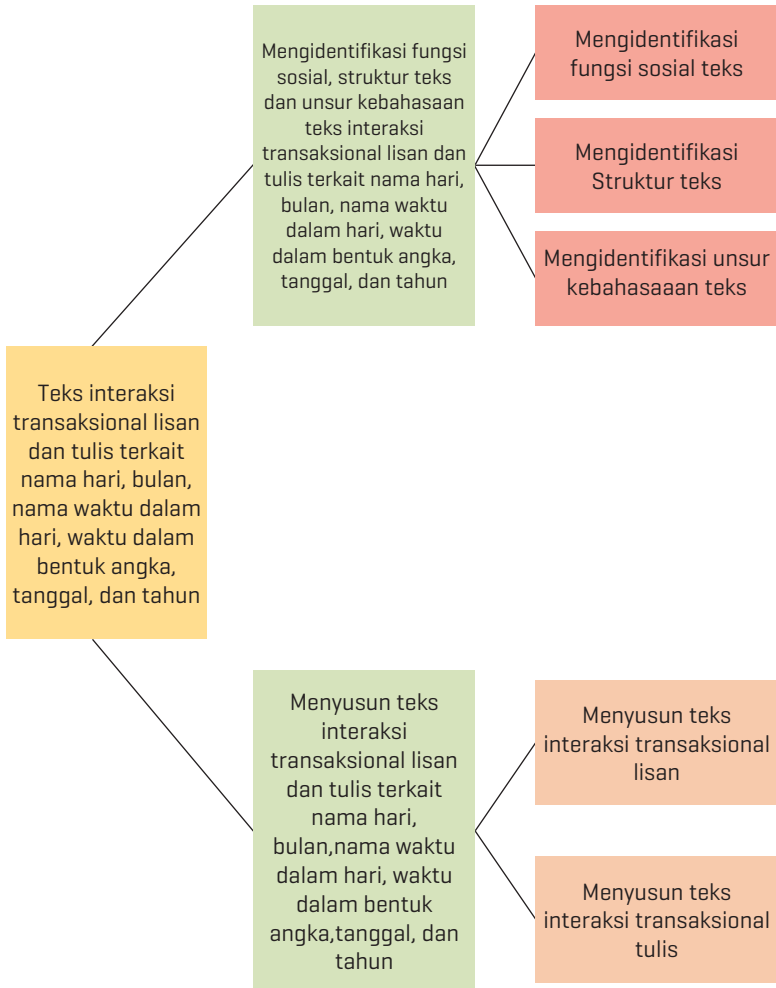 Teks interaksi
transaksional lisan
dan tulis terkait
nama hari, bulan,
nama waktu dalam
hari, waktu dalam
bentuk angka,
tanggal, dan tahun
Mengidentifikasi fungsi
sosial, struktur teks
dan unsur kebahasaan
teks interaksi
transaksional lisan dan
tulis terkait nama hari,
bulan, nama waktu
dalam hari, waktu
dalam bentuk angka,
tanggal, dan tahun
Mengidentifikasi
fungsi sosial teks
Mengidentifikasi
Struktur teks
Mengidentifikasi unsur
kebahasaaan teks
Menyusun teks
interaksi
transaksional lisan
dan tulis terkait
nama hari,
bulan,nama waktu
dalam hari, waktu
dalam bentuk
angka,tanggal, dan
tahun
Menyusun teks
interaksi transaksional
lisan
Menyusun teks
interaksi transaksional
tulis